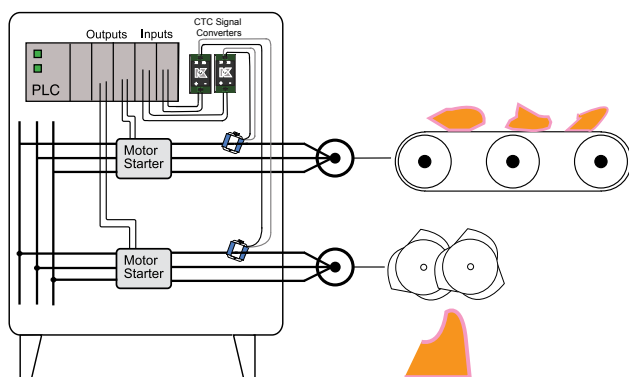 CTC Signal
Converters
Outputs
Inputs
PLC
Motor
Starter
Motor
Starter